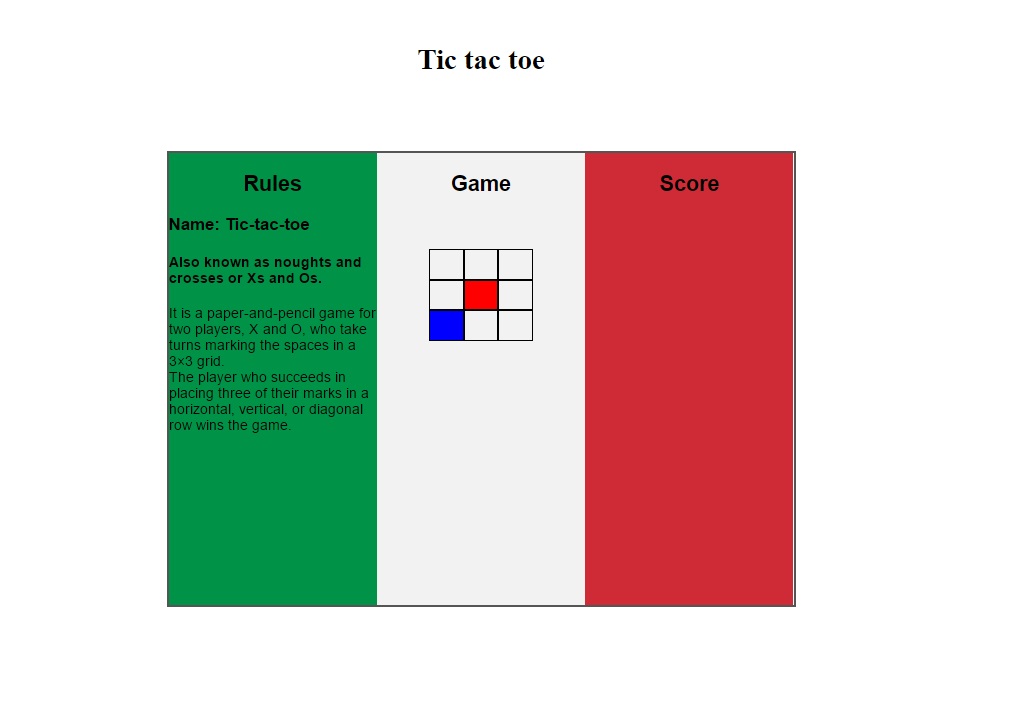 Tic tac toe
Rules
Name: Tic-tac-toe
Also known as noughts and
crosses or Xs and Os.
It is a paper-and-pencil game for
two players, X and O, who take
turns marking the spaces in a
3×3 grid.
The player who succeeds in
placing three of their marks in a
horizontal, vertical, or diagonal
row wins the game.
Game
Score